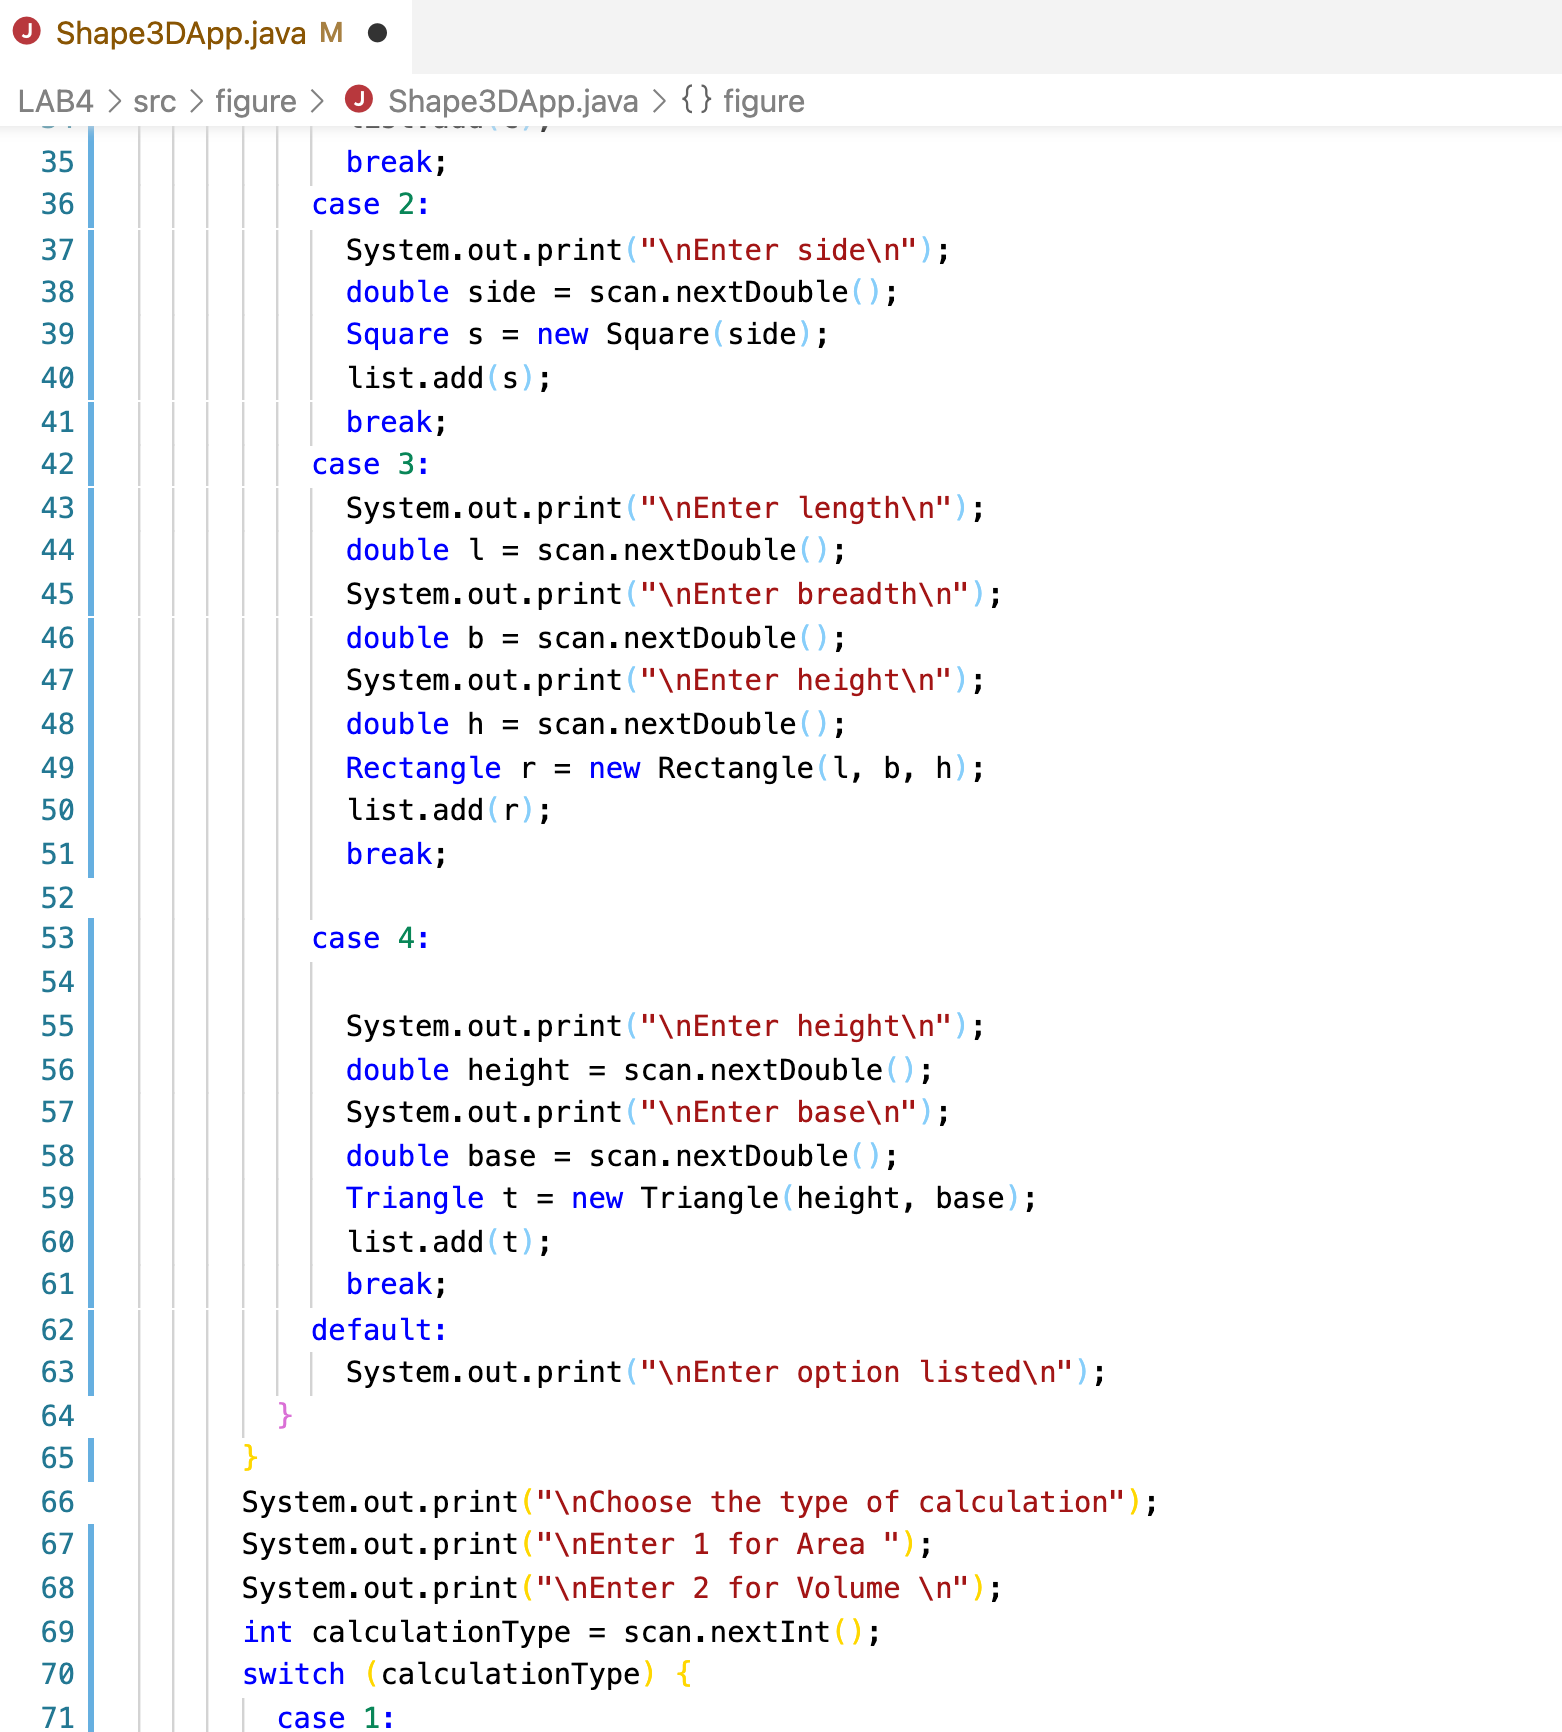 Shape3DApp.java M
LAB4 > src > figure > Shape3DApp.java > {} figure
35 break;
36 case 2:
37 System.out.print("\nEnter side\n");
38 double side = scan.nextDouble();
39 Square s = new Square(side);
40 list.add(s);
41 break;
42 case 3:
43 System.out.print("\nEnter length\n");
44 double l = scan.nextDouble();
45 System.out.print("\nEnter breadth\n");
46 double b = scan.nextDouble();
47 System.out.print("\nEnter height\n");
48 double h = scan.nextDouble();
49 Rectangle r = new Rectangle(l, b, h);
50 list.add(r);
51 break;
52
53 case 4:
54
55 System.out.print("\nEnter height\n");
56 double height = scan.nextDouble();
57 System.out.print("\nEnter base\n");
58 double base = scan.nextDouble();
59 Triangle t = new Triangle(height, base);
60 list.add(t);
61 break;
62 default:
63 System.out.print("\nEnter option listed\n");
64 }
65 }
66 System.out.print("\nChoose the type of calculation");
67 System.out.print("\nEnter 1 for Area ");
68 System.out.print("\nEnter 2 for Volume \n");
69 int calculationType = scan.nextInt();
70 switch (calculationType) {
71 case 1: